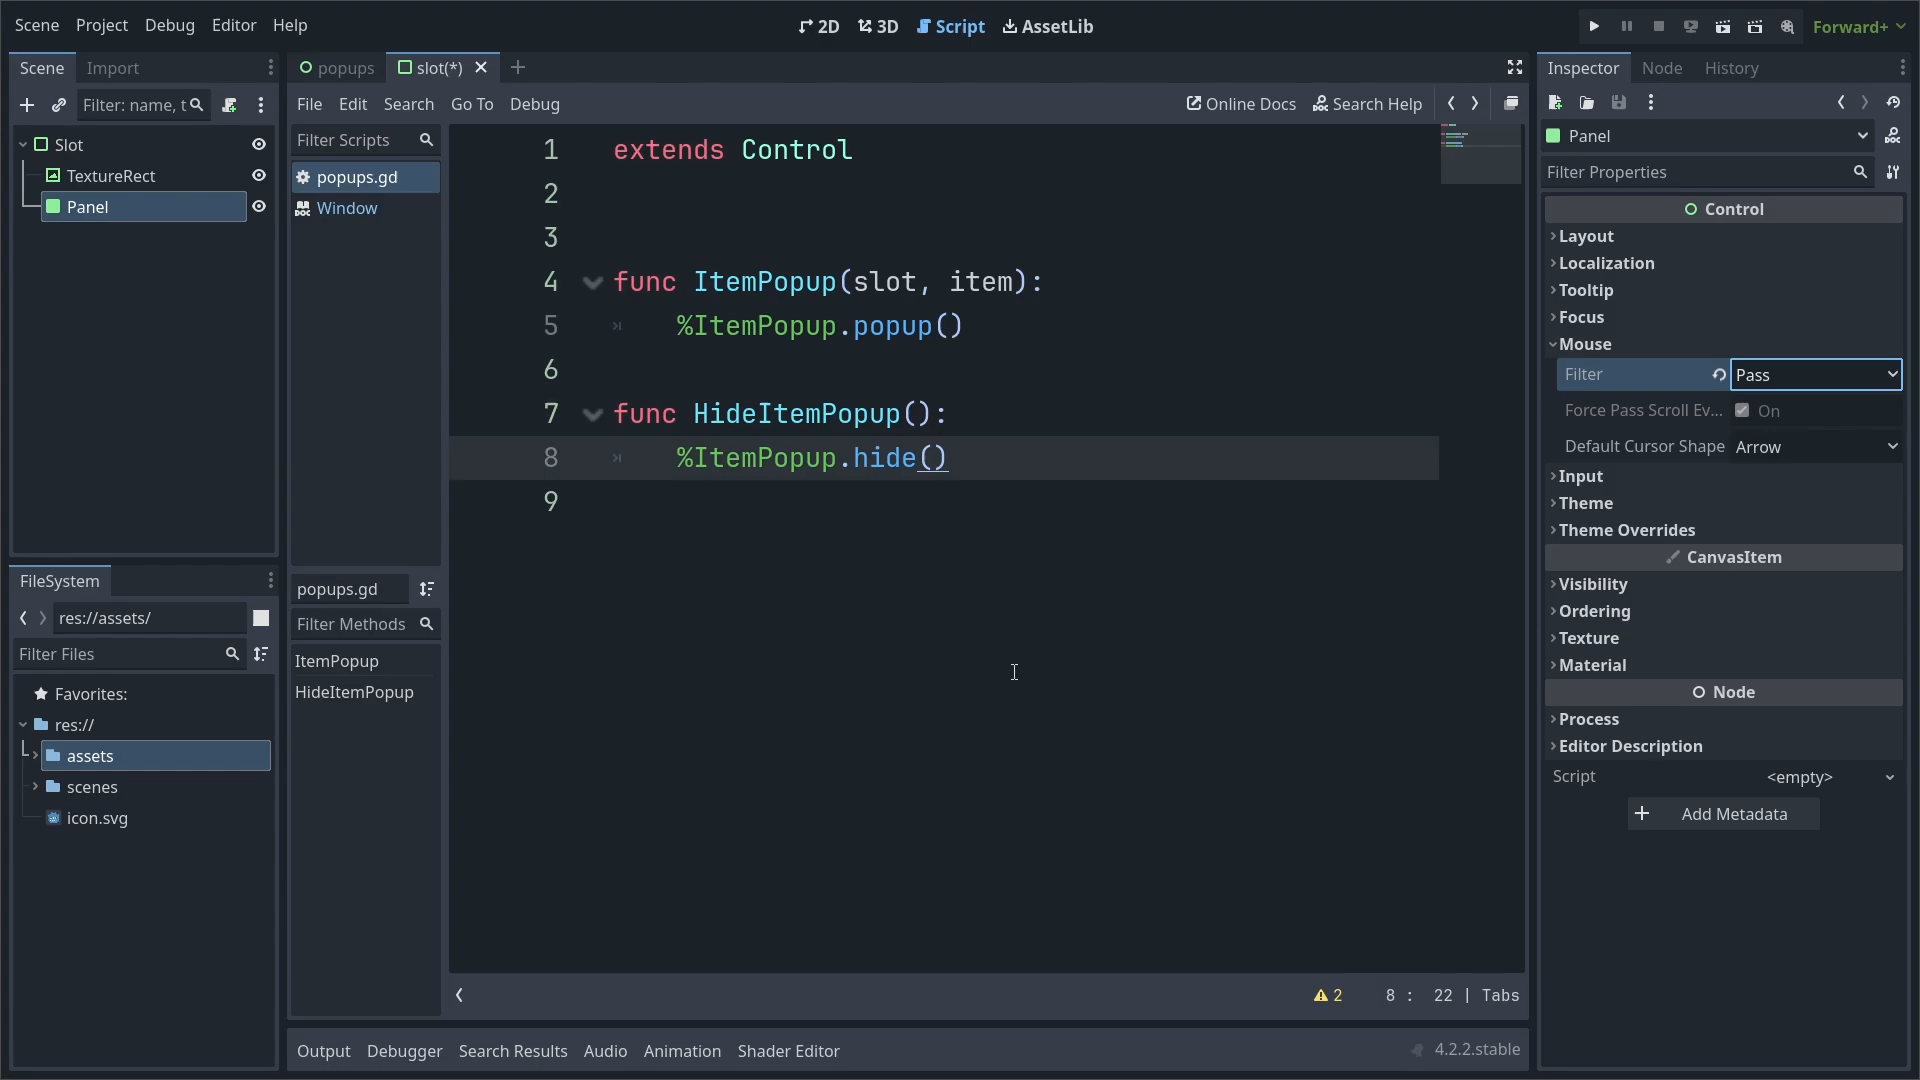 Scene Project Debug Editor Help
2D 3D Script AssetLib
Forward+
Scene Import
Filter: name, t
Slot
TextureRect
Panel
FileSystem
res://assets/
Filter Files
Favorites:
res://
assets
scenes
icon.svg
popups slot(*)
File Edit Search Go To Debug
Online Docs Search Help
Filter Scripts
popups.gd
Window
popups.gd
Filter Methods
ItemPopup
HideItemPopup
1 extends Control
2
3
4 func ItemPopup(slot, item):
5 %ItemPopup.popup()
6
7 func HideItemPopup():
8 %ItemPopup.hide()
9
2 8 : 22 | Tabs
Output Debugger Search Results Audio Animation Shader Editor
4.2.2.stable
Inspector Node History
Panel
Filter Properties
Control
Layout
Localization
Tooltip
Focus
Mouse
Filter Pass
Force Pass Scroll Ev... On
Default Cursor Shape Arrow
Input
Theme
Theme Overrides
CanvasItem
Visibility
Ordering
Texture
Material
Node
Process
Editor Description
Script <empty>
Add Metadata